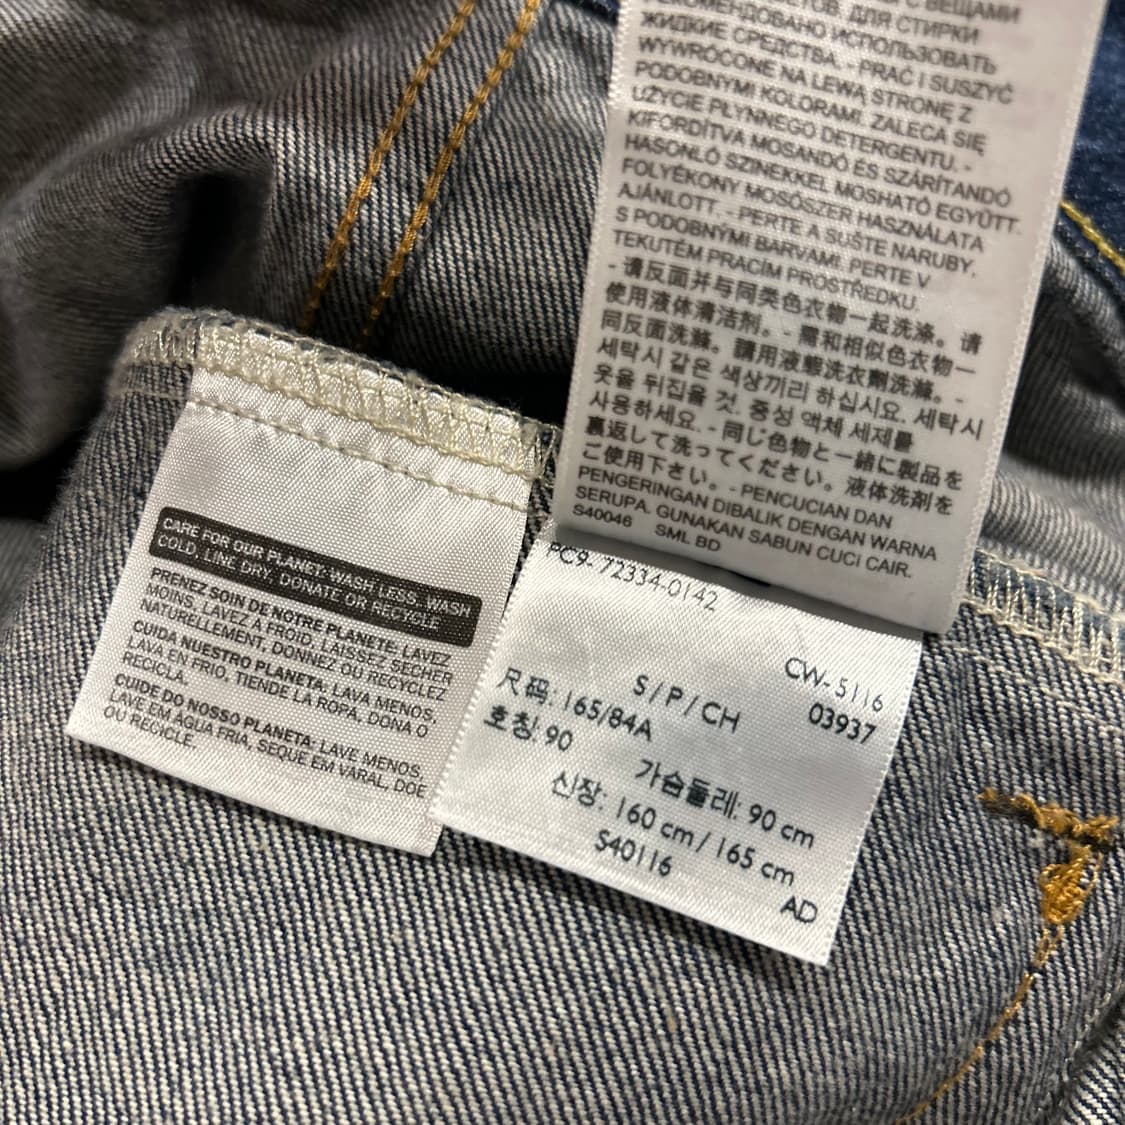 С ВЕЩАМИ
ДЛЯ СТИРКИ
РЕКОМЕНДОВАНО ИСПОЛЬЗОВАТЬ
ЖИДКИЕ СРЕДСТВА. - PRAĆ I SUSZYĆ
WYWRÓCONE NA LEWĄ STRONĘ Z
PODOBNYMI KOLORAMI. ZALECA SIĘ
UŻYCIE PŁYNNEGO DETERGENTU. -
KIFORDÍTVA MOSANDÓ ÉS SZÁRÍTANDÓ
HASONLÓ SZINEKKEL MOSHATÓ EGYÜTT.
FOLYÉKONY MOSÓSZER HASZNÁLATA
AJÁNLOTT. - PERTE A SUŠTE NARUBY,
S PODOBNÝMI BARVAMI. PERTE V
TEKUTÉM PRACÍM PROSTŘEDKU.
- 请反面并与同类色衣物一起洗涤。请
使用液体清洁剂。- 需和相似色衣物一
同反面洗滌。請用液態洗衣劑洗滌。-
세탁시 같은 색상끼리 하십시요. 세탁시
옷을 뒤집을 것. 중성 액체 세제를
사용하세요. - 同じ色物と一緒に製品を
裏返して洗ってください。液体洗剤を
ご使用下さい。- PENCUCIAN DAN
PENGERINGAN DIBALIK DENGAN WARNA
SERUPA. GUNAKAN SABUN CUCI CAIR.
S40046 SML BD
CARE FOR OUR PLANET: WASH LESS, WASH
COLD, LINE DRY, DONATE OR RECYCLE
PRENEZ SOIN DE NOTRE PLANETE: LAVEZ
MOINS, LAVEZ À FROID, LAISSEZ SÉCHER
NATURELLEMENT, DONNEZ OU RECYCLEZ
CUIDA NUESTRO PLANETA: LAVA MENOS,
LAVA EN FRIO, TIENDE LA ROPA, DONA O
RECICLA.
CUIDE DO NOSSO PLANETA: LAVE MENOS,
LAVE EM ÁGUA FRIA, SEQUE EM VARAL, DOE
OU RECICLE.
PC9- 72334-0142
CW- 5116
S / P / CH 03937
尺码: 165/84A
호칭: 90
가슴둘레: 90 cm
신장: 160 cm / 165 cm
S40116
AD